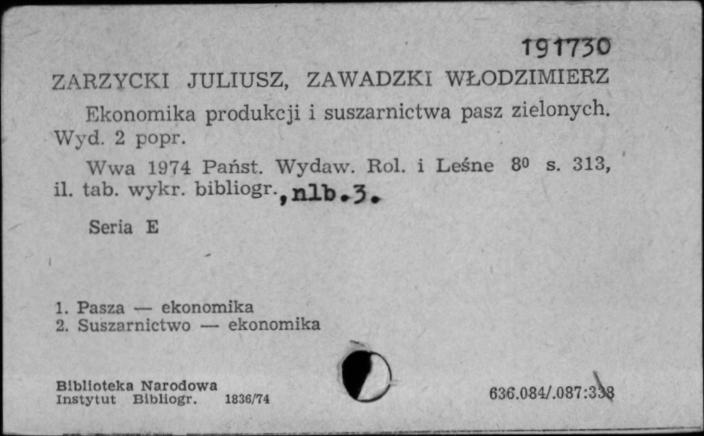 191730
ZARZYCKI JULIUSZ, ZAWADZKI WŁODZIMIERZ
Ekonomika produkcji i suszarnictwa pasz zielonych.
Wyd. 2 popr.
Wwa 1974 Państ. Wydaw. Rol. i Leśne 8⁰ s. 313,
il. tab. wykr. bibliogr., nlb.3.
Seria E
1. Pasza — ekonomika
2. Suszarnictwo — ekonomika
Biblioteka Narodowa
Instytut Bibliogr. 1836/74
636.084/.087:338